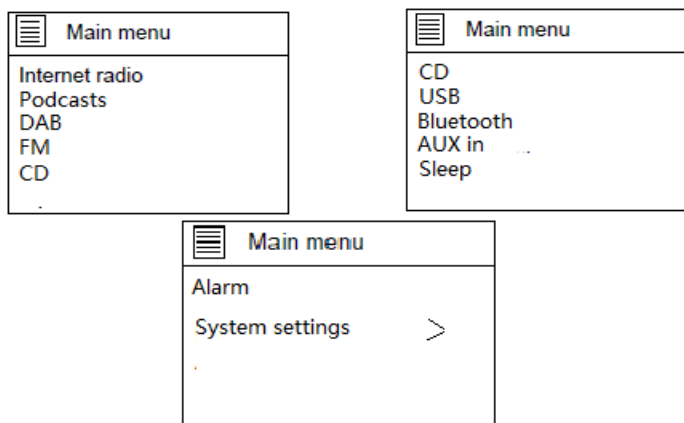 Main menu
Internet radio
Podcasts
DAB
FM
CD
Main menu
CD
USB
Bluetooth
AUX in
Sleep
Main menu
Alarm
System settings >